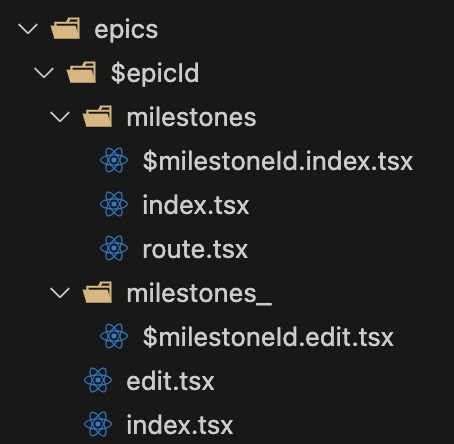 epics
$epicId
milestones
$milestoneId.index.tsx
index.tsx
route.tsx
milestones_
$milestoneId.edit.tsx
edit.tsx
index.tsx